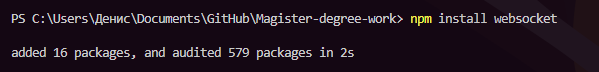 PS C:\Users\Денис\Documents\GitHub\Magister-degree-work> npm install websocket
added 16 packages, and audited 579 packages in 2s